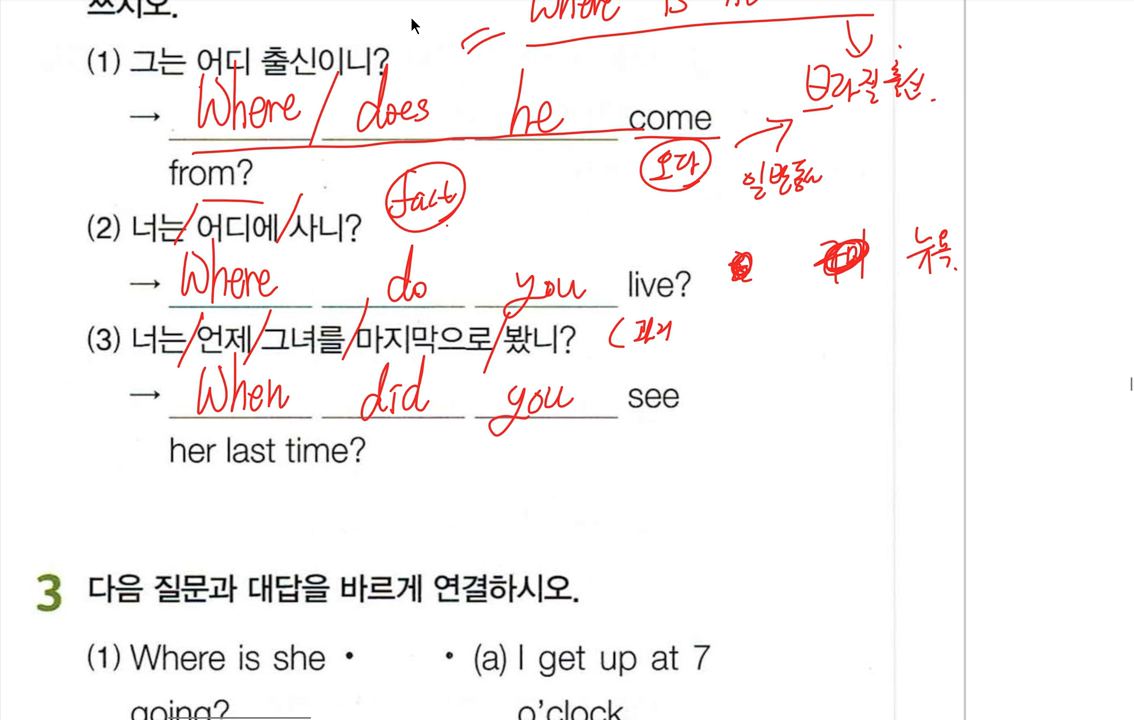 쓰시오.
= Where is he
(1) 그는 어디 출신이니?
브라질 출신.
→ Where / does he come
from?
오다
일반동사
fact
(2) 너는/어디에/사니?
→ Where do you live?
뉴욕.
(3) 너는/언제/그녀를/마지막으로/봤니? (과거
→ When did you see
her last time?
3 다음 질문과 대답을 바르게 연결하시오.
(1) Where is she • • (a) I get up at 7
going? o'clock